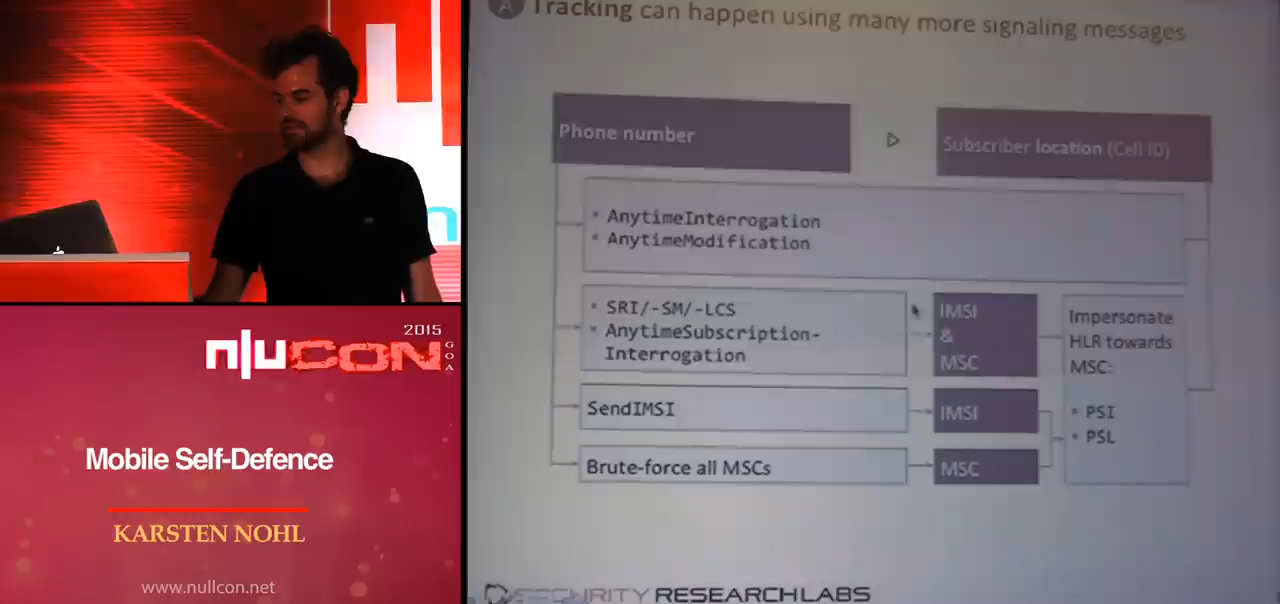 A Tracking can happen using many more signaling messages
Phone number
Subscriber location (Cell ID)
• AnytimeInterrogation
• AnytimeModification
• SRI/-SM/-LCS
• AnytimeSubscription-
Interrogation
IMSI
&
MSC
Impersonate
HLR towards
MSC:
• PSI
• PSL
SendIMSI
IMSI
Brute-force all MSCs
MSC
SECURITY RESEARCH LABS
n|uCON
2015
GOA
Mobile Self-Defence
KARSTEN NOHL
www.nullcon.net